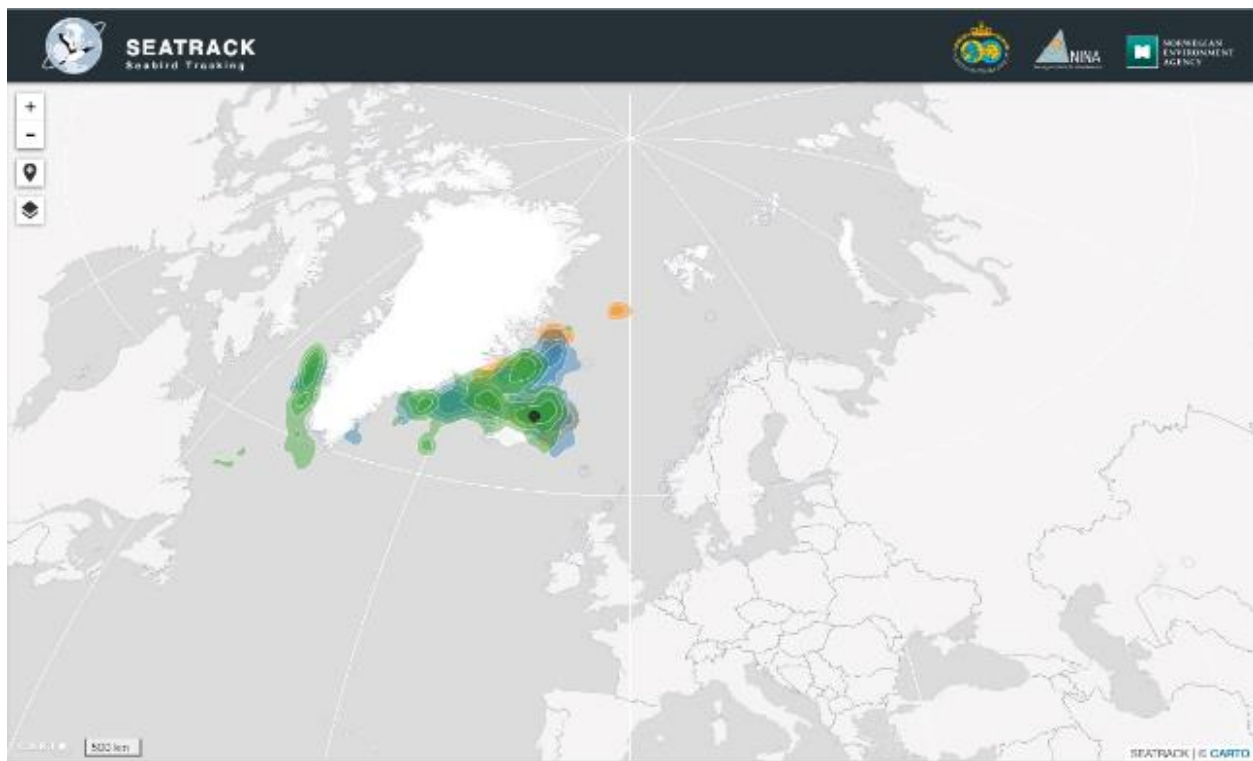 SEATRACK
Seabird Tracking
NINA
NORWEGIAN
ENVIRONMENT
AGENCY
+
-
500 km
SEATRACK | © CARTO